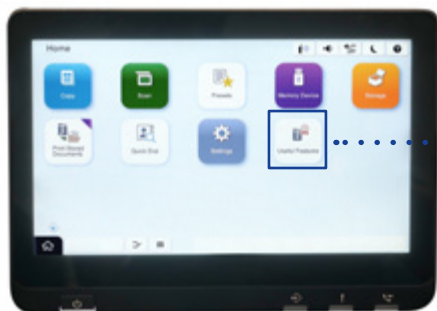 Home
Copy
Scan
Presets
Memory Device
Storage
Print Stored
Documents
Quick Dial
Settings
Useful Features